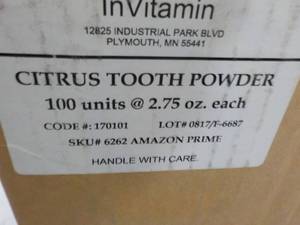 InVitamin
12825 INDUSTRIAL PARK BLVD
PLYMOUTH, MN 55441
CITRUS TOOTH POWDER
100 units @ 2.75 oz. each
CODE #: 170101 LOT# 0817/F-6687
SKU# 6262 AMAZON PRIME
HANDLE WITH CARE.